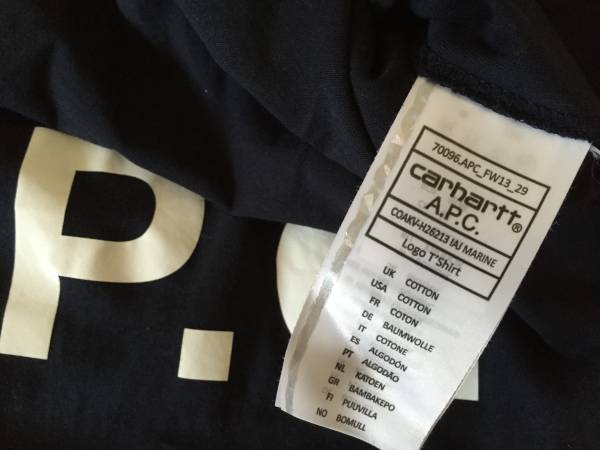 P.
70096.APC_FW13_29
carhartt®
A.P.C.
COAKV-H26213 IAJ MARINE
Logo T'Shirt
UK COTTON
USA COTTON
FR COTON
DE BAUMWOLLE
IT COTONE
ES ALGODÓN
PT ALGODÃO
NL KATOEN
GR BAMBAKEPO
FI PUUVILLA
NO BOMULL